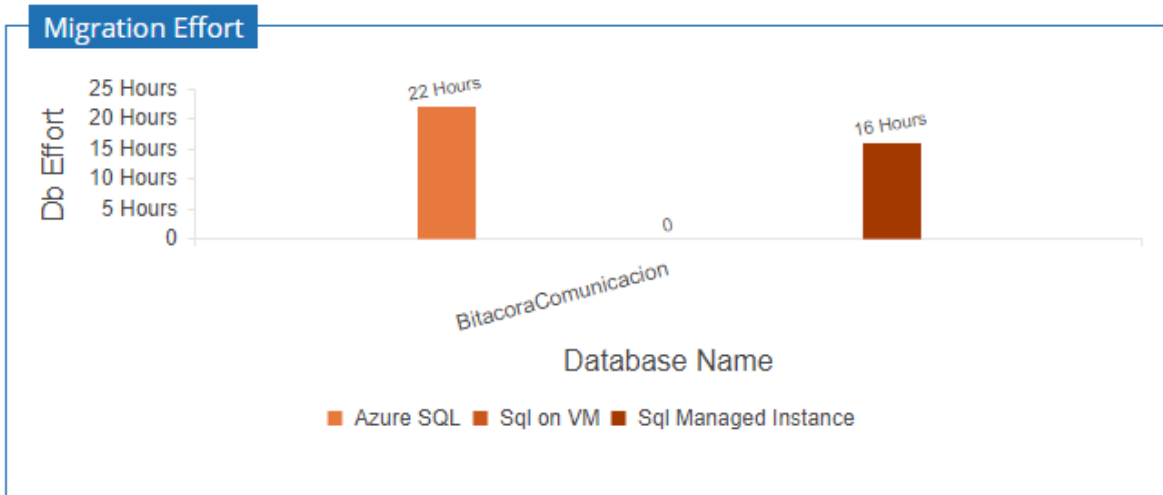 Migration Effort
Db Effort
25 Hours
20 Hours
15 Hours
10 Hours
5 Hours
0
22 Hours
0
16 Hours
BitacoraComunicacion
Database Name
Azure SQL Sql on VM Sql Managed Instance